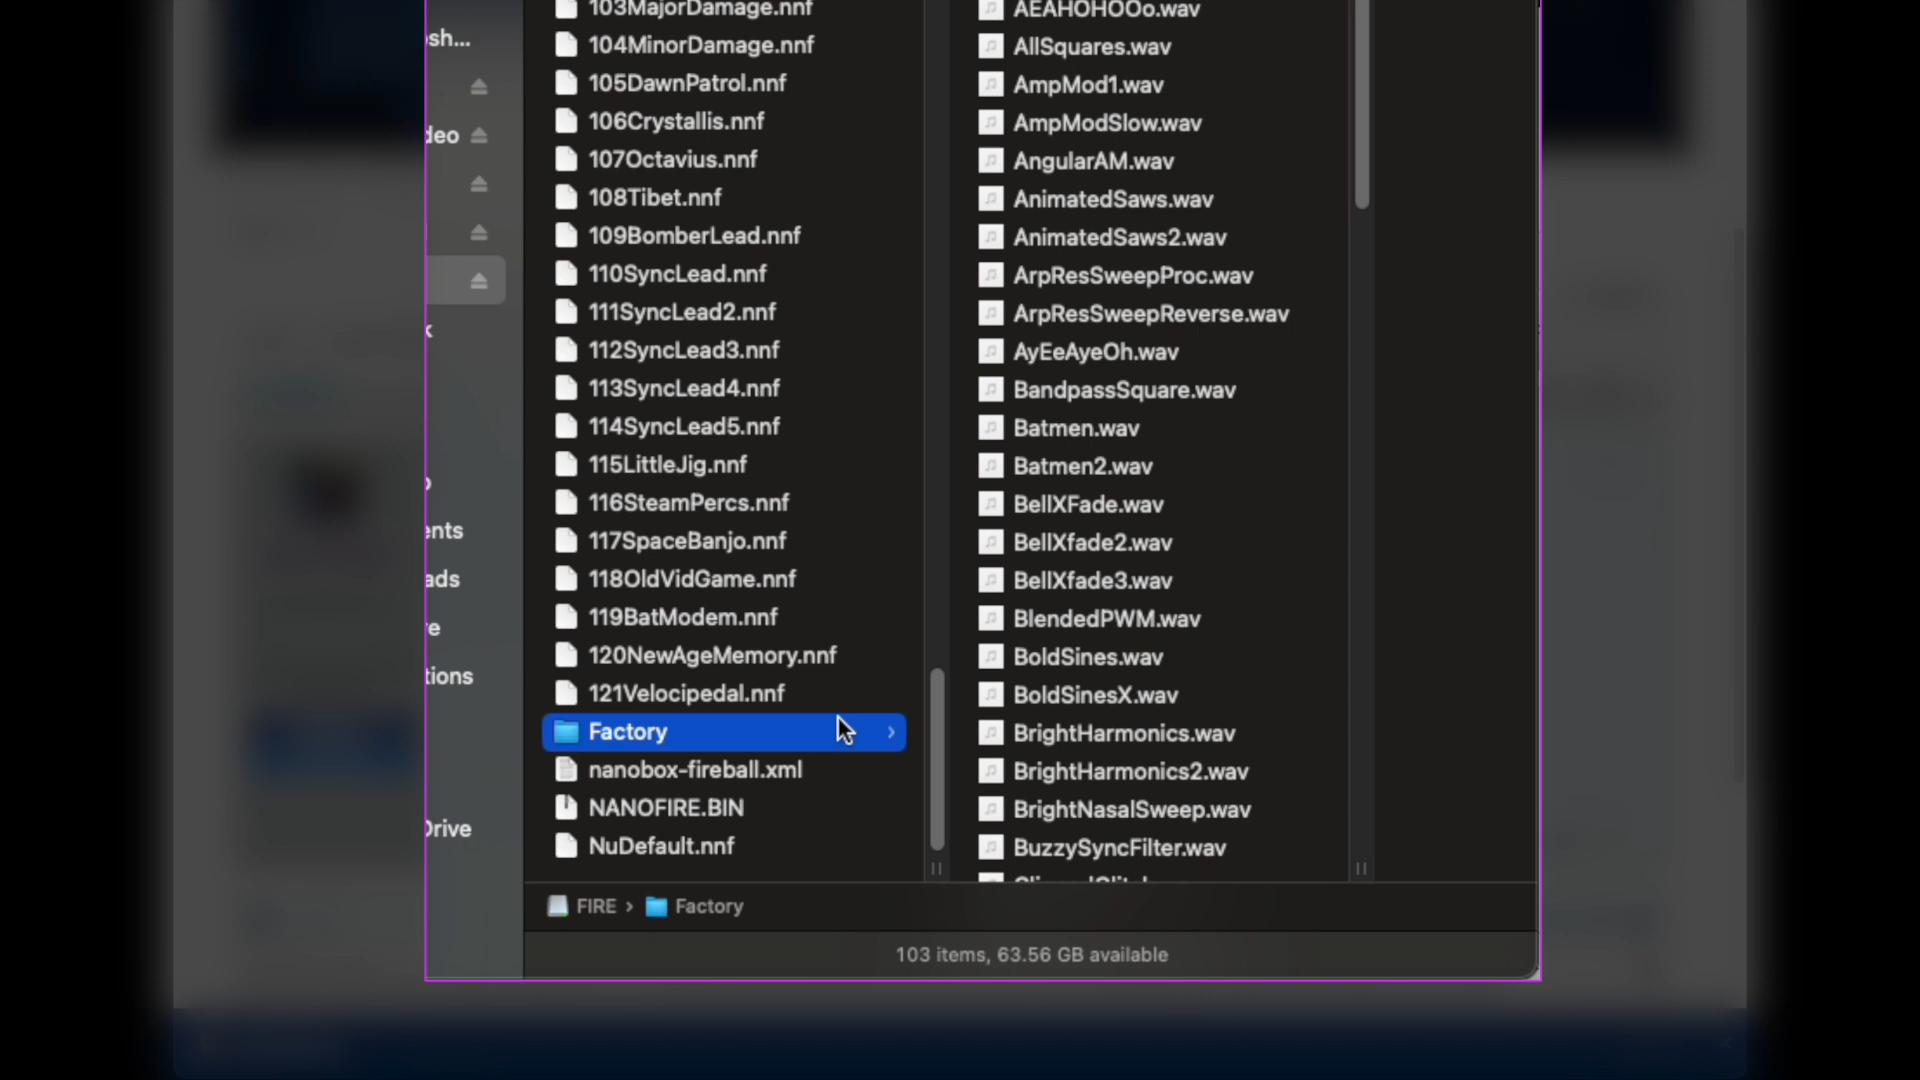 sh...
deo
ents
ads
re
tions
Drive
103MajorDamage.nnf
104MinorDamage.nnf
105DawnPatrol.nnf
106Crystallis.nnf
107Octavius.nnf
108Tibet.nnf
109BomberLead.nnf
110SyncLead.nnf
111SyncLead2.nnf
112SyncLead3.nnf
113SyncLead4.nnf
114SyncLead5.nnf
115LittleJig.nnf
116SteamPercs.nnf
117SpaceBanjo.nnf
118OldVidGame.nnf
119BatModem.nnf
120NewAgeMemory.nnf
121Velocipedal.nnf
Factory
nanobox-fireball.xml
NANOFIRE.BIN
NuDefault.nnf
AEAHOHOOo.wav
AllSquares.wav
AmpMod1.wav
AmpModSlow.wav
AngularAM.wav
AnimatedSaws.wav
AnimatedSaws2.wav
ArpResSweepProc.wav
ArpResSweepReverse.wav
AyEeAyeOh.wav
BandpassSquare.wav
Batmen.wav
Batmen2.wav
BellXFade.wav
BellXfade2.wav
BellXfade3.wav
BlendedPWM.wav
BoldSines.wav
BoldSinesX.wav
BrightHarmonics.wav
BrightHarmonics2.wav
BrightNasalSweep.wav
BuzzySyncFilter.wav
FIRE › Factory
103 items, 63.56 GB available